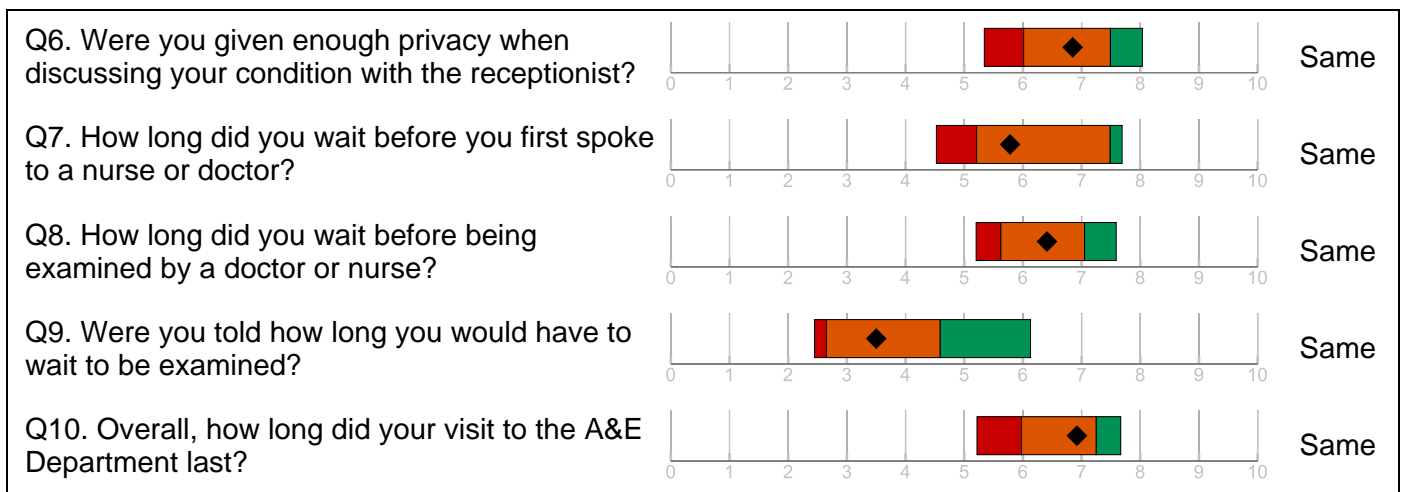 Q6. Were you given enough privacy when
discussing your condition with the receptionist?
Same
0 1 2 3 4 5 6 7 8 9 10
Q7. How long did you wait before you first spoke
to a nurse or doctor?
Same
0 1 2 3 4 5 6 7 8 9 10
Q8. How long did you wait before being
examined by a doctor or nurse?
Same
0 1 2 3 4 5 6 7 8 9 10
Q9. Were you told how long you would have to
wait to be examined?
Same
0 1 2 3 4 5 6 7 8 9 10
Q10. Overall, how long did your visit to the A&E
Department last?
Same
0 1 2 3 4 5 6 7 8 9 10